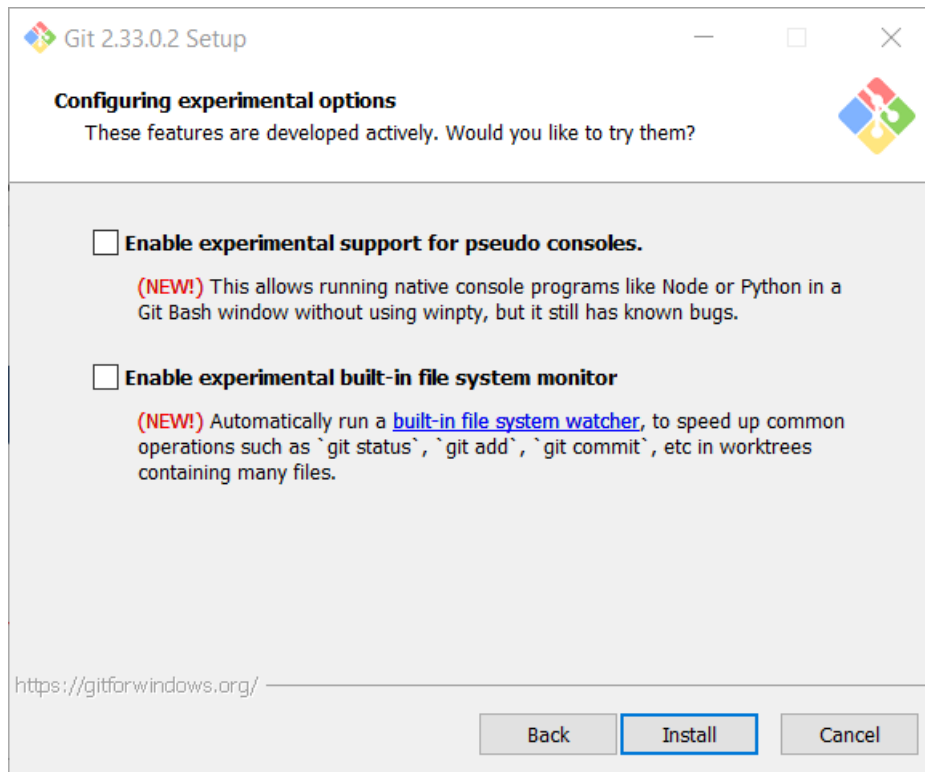 Git 2.33.0.2 Setup
Configuring experimental options
These features are developed actively. Would you like to try them?
Enable experimental support for pseudo consoles.
(NEW!) This allows running native console programs like Node or Python in a
Git Bash window without using winpty, but it still has known bugs.
Enable experimental built-in file system monitor
(NEW!) Automatically run a built-in file system watcher, to speed up common
operations such as `git status`, `git add`, `git commit`, etc in worktrees
containing many files.
https://gitforwindows.org/
Back Install Cancel